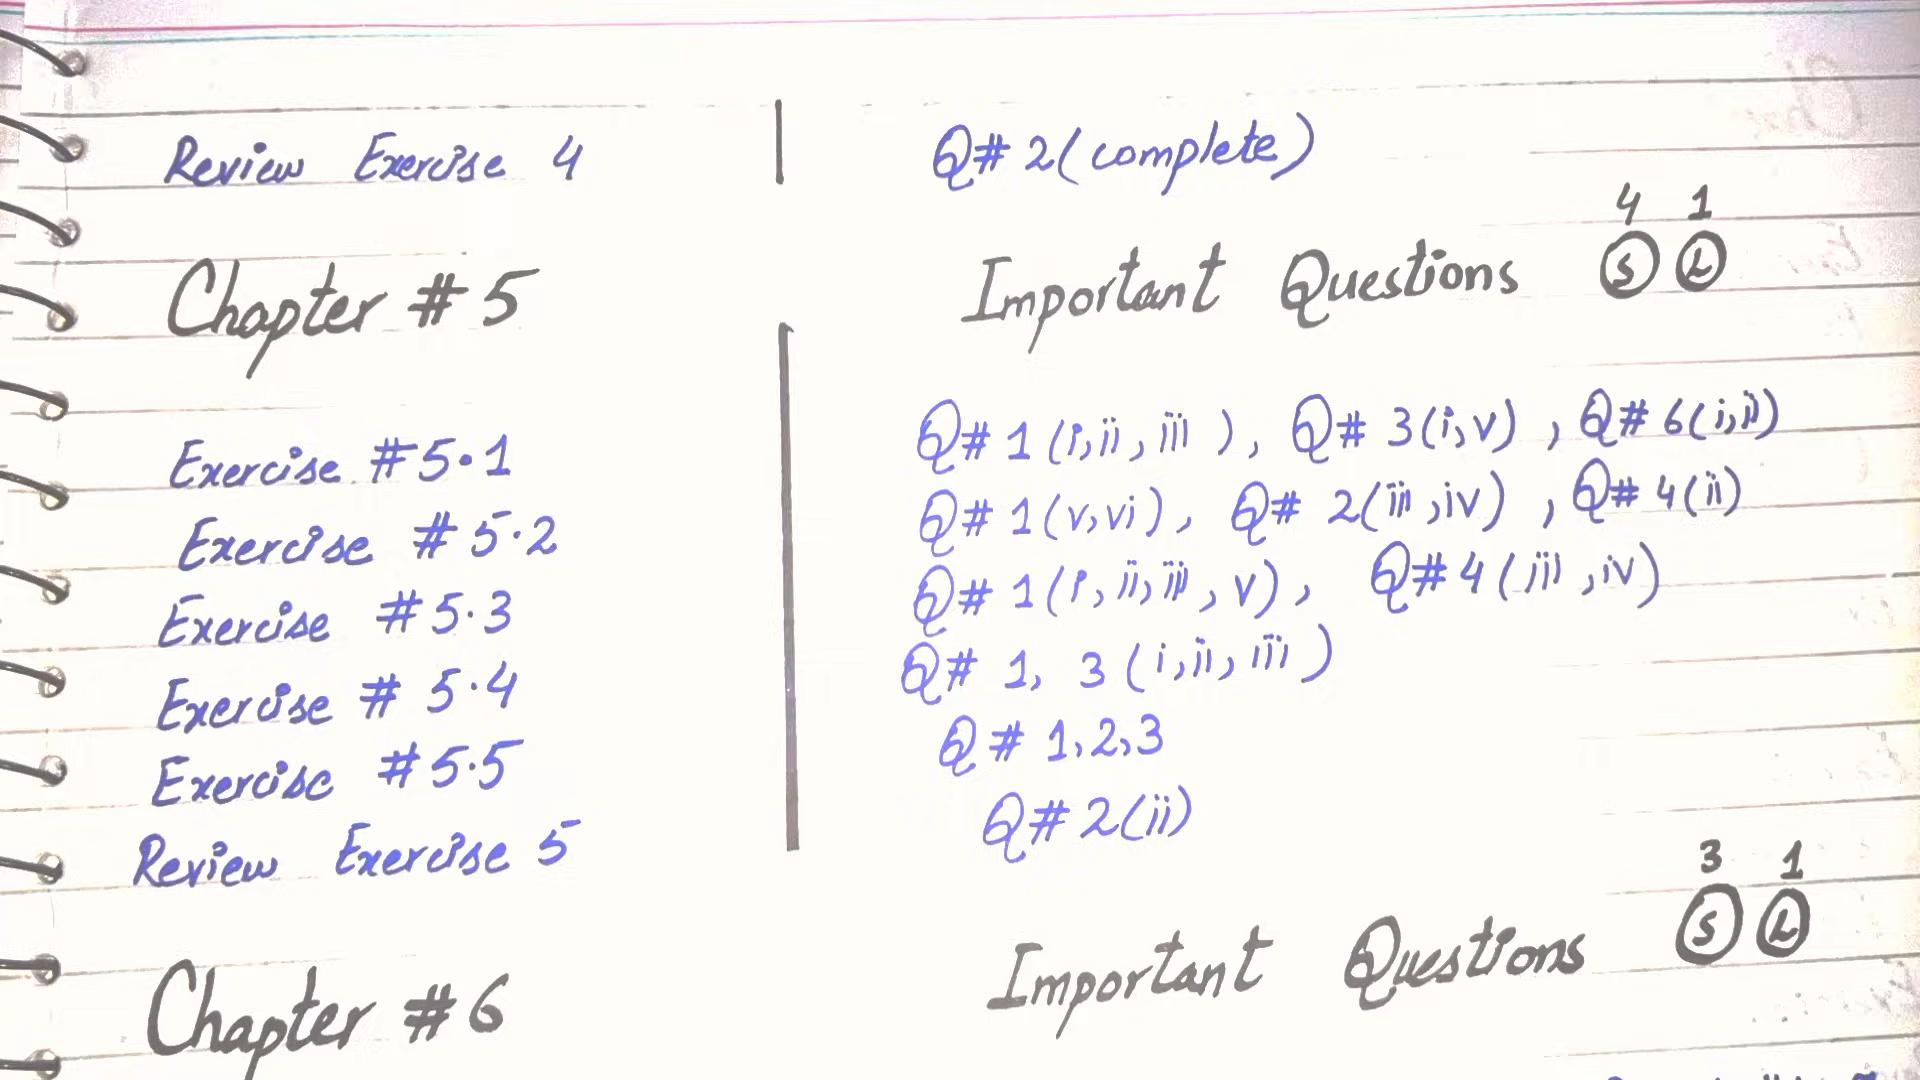 Review Exercise 4 Q# 2(complete)
4 1
Chapter # 5 Important Questions S L
Exercise #5.1 Q# 1(i,ii,iii), Q# 3(i,v), Q# 6(i,ii)
Exercise #5.2 Q# 1(v,vi), Q# 2(iii,iv), Q# 4(ii)
Exercise #5.3 Q# 1(i,ii,iii,v), Q#4(iii,iv)
Exercise # 5.4 Q# 1, 3(i,ii,iii)
Exercise #5.5 Q# 1,2,3
Review Exercise 5 Q# 2(ii)
3 1
Chapter #6 Important Questions S L